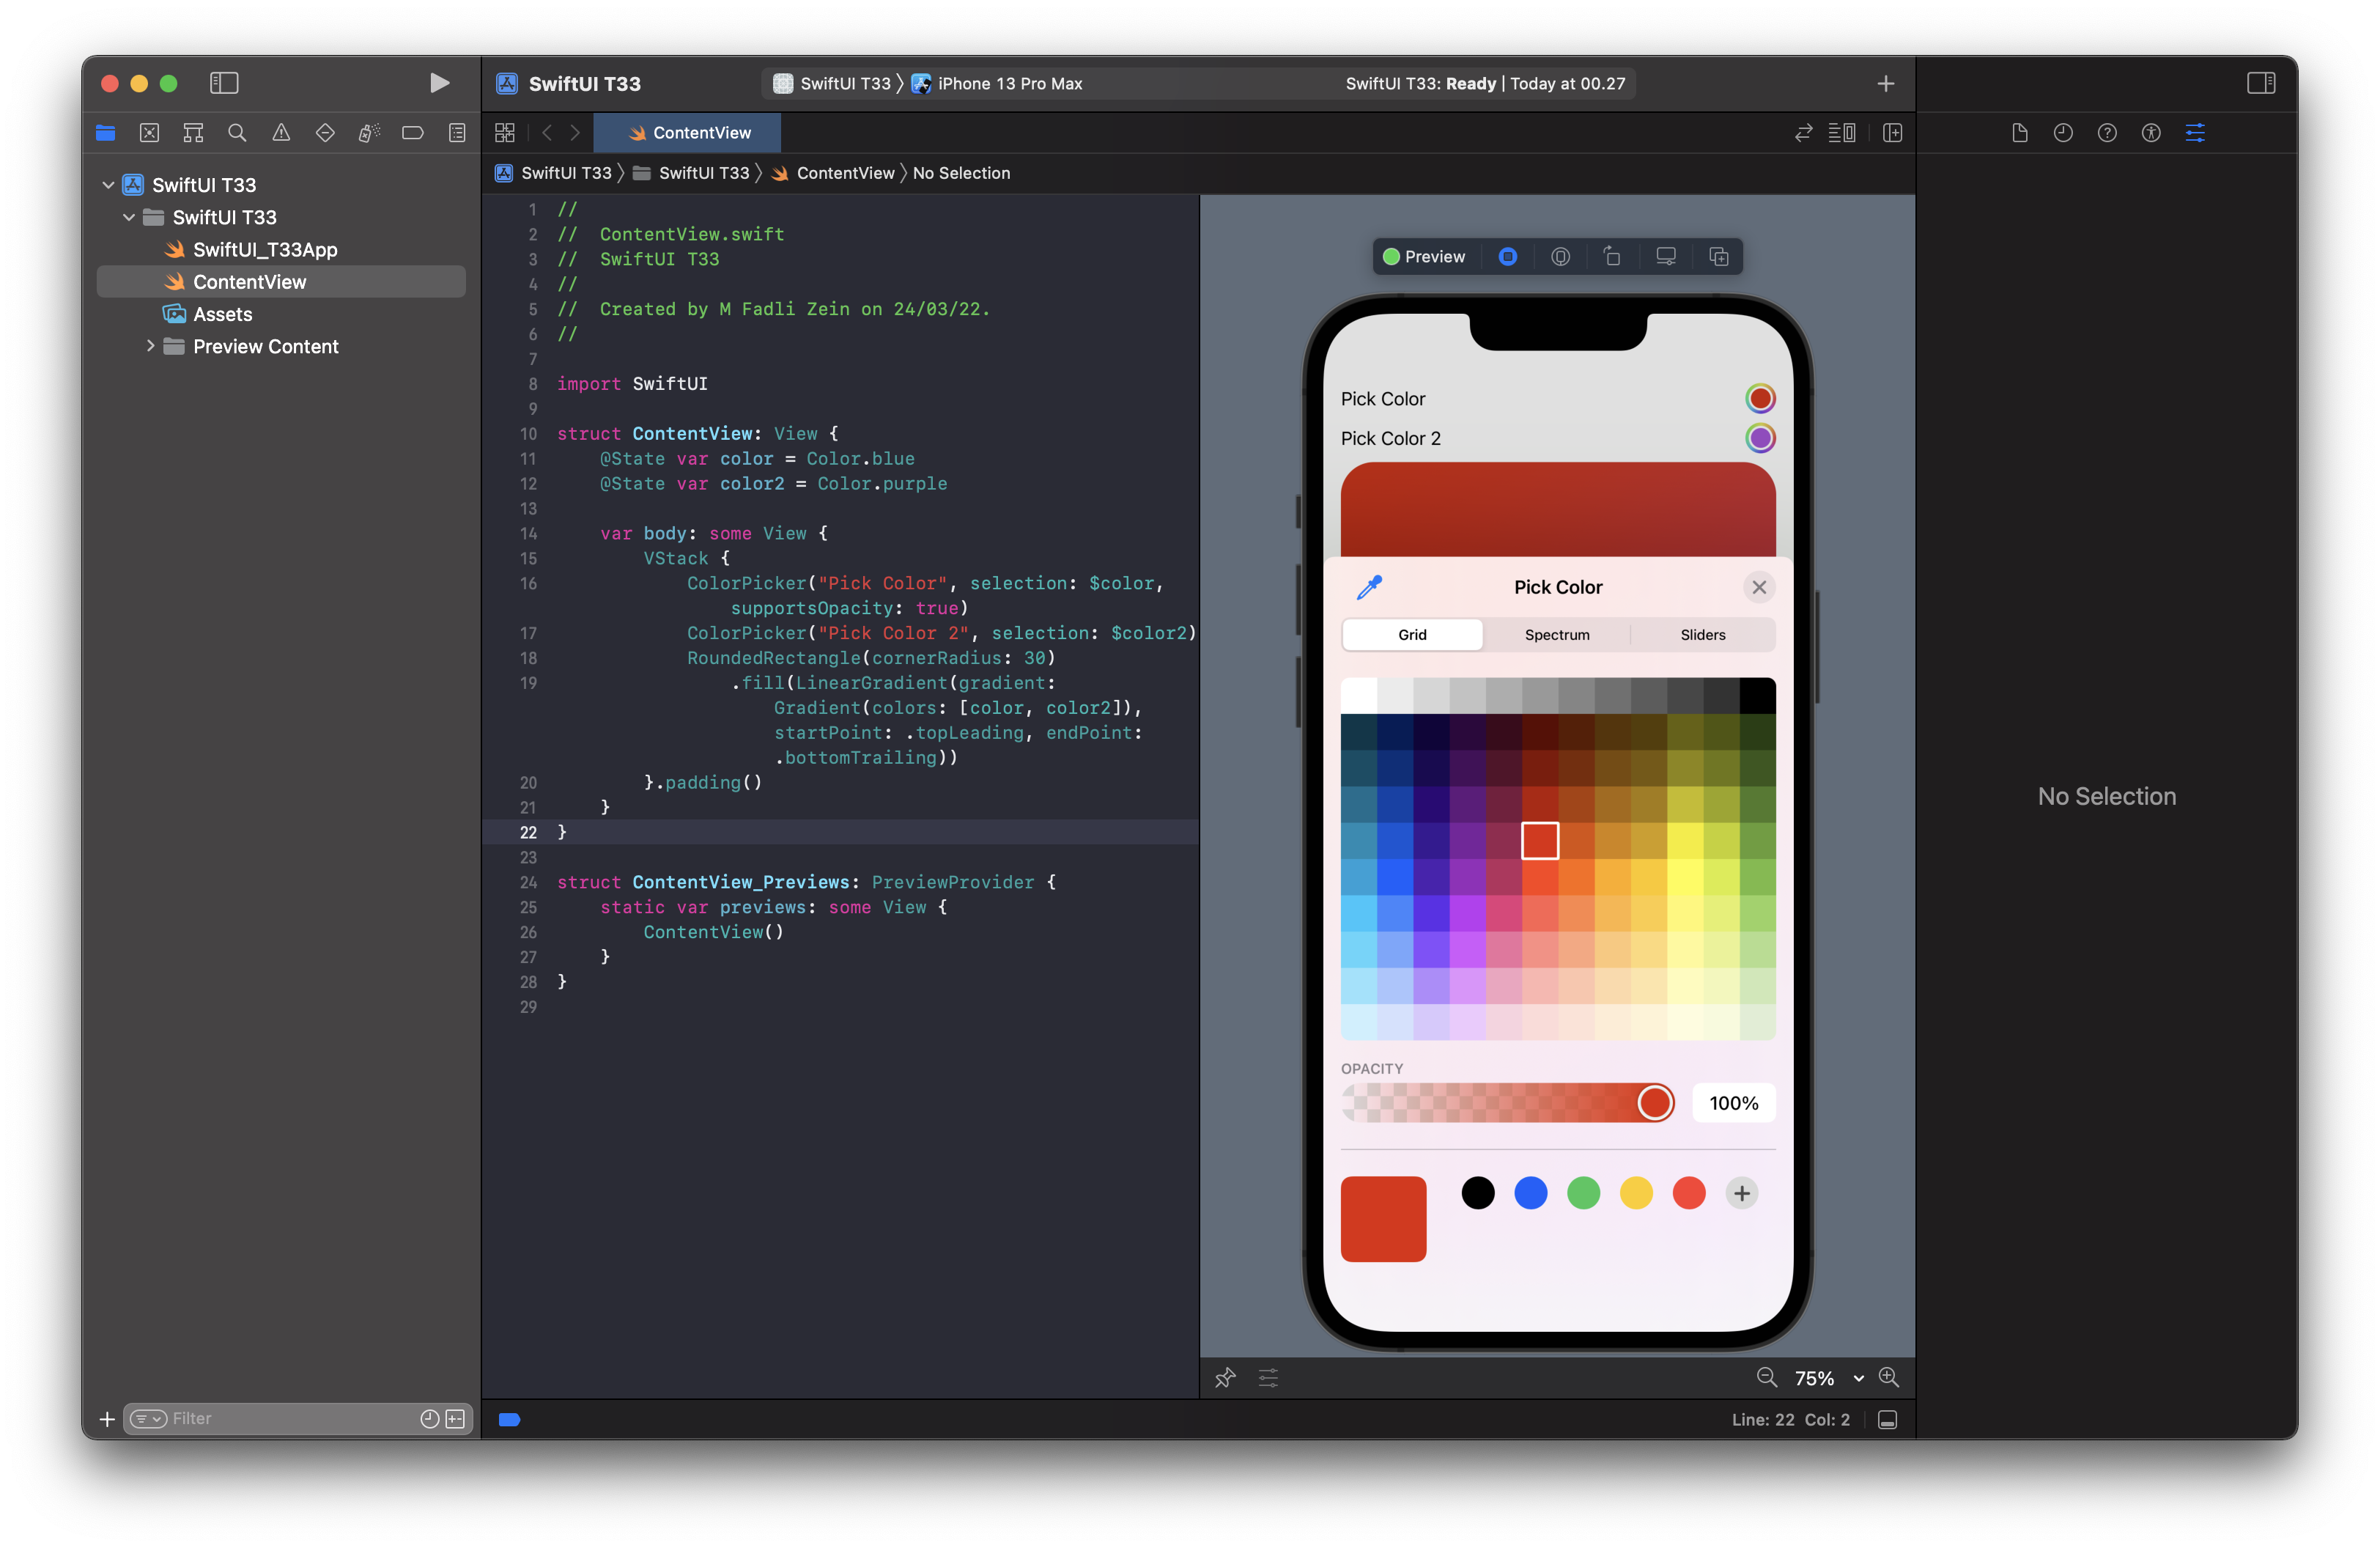 SwiftUI T33
SwiftUI T33 〉 iPhone 13 Pro Max
SwiftUI T33: Ready | Today at 00.27
ContentView
SwiftUI T33 〉 SwiftUI T33 〉 ContentView 〉 No Selection
SwiftUI T33
SwiftUI T33
SwiftUI_T33App
ContentView
Assets
Preview Content
Filter
1 //
2 //  ContentView.swift
3 //  SwiftUI T33
4 //
5 //  Created by M Fadli Zein on 24/03/22.
6 //
7
8 import SwiftUI
9
10 struct ContentView: View {
11     @State var color = Color.blue
12     @State var color2 = Color.purple
13
14     var body: some View {
15         VStack {
16             ColorPicker("Pick Color", selection: $color,
supportsOpacity: true)
17             ColorPicker("Pick Color 2", selection: $color2)
18             RoundedRectangle(cornerRadius: 30)
19                 .fill(LinearGradient(gradient:
Gradient(colors: [color, color2]),
startPoint: .topLeading, endPoint:
.bottomTrailing))
20         }.padding()
21     }
22 }
23
24 struct ContentView_Previews: PreviewProvider {
25     static var previews: some View {
26         ContentView()
27     }
28 }
29
Preview
Pick Color
Pick Color 2
Pick Color
Grid
Spectrum
Sliders
OPACITY
100%
75%
Line: 22 Col: 2
No Selection